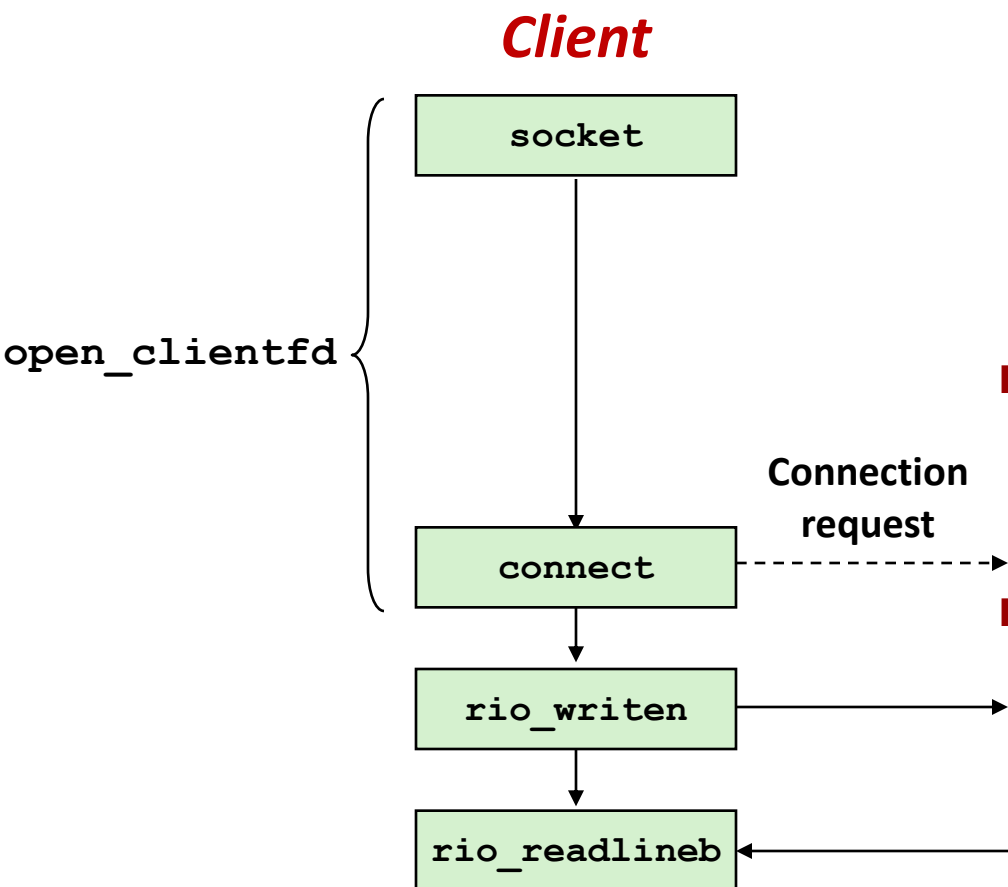 Client
socket
open_clientfd
Connection
request
connect
rio_writen
rio_readlineb